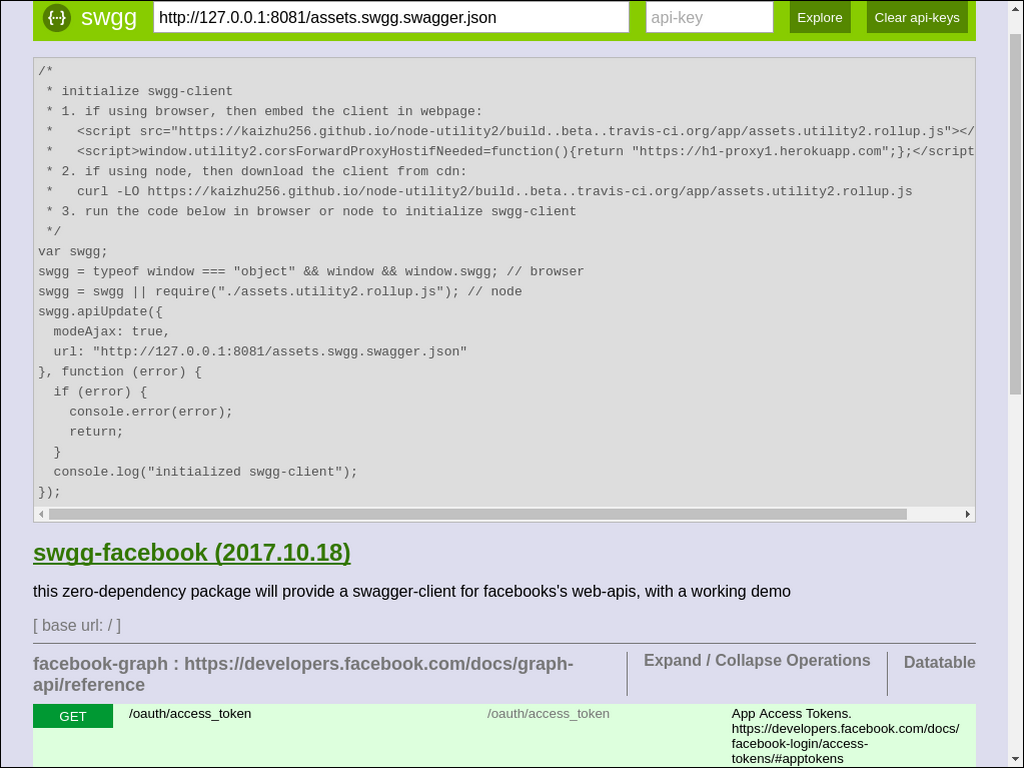 {··} swgg http://127.0.0.1:8081/assets.swgg.swagger.json api-key Explore Clear api-keys
/*
 * initialize swgg-client
 * 1. if using browser, then embed the client in webpage:
 *   <script src="https://kaizhu256.github.io/node-utility2/build..beta..travis-ci.org/app/assets.utility2.rollup.js"></
 *   <script>window.utility2.corsForwardProxyHostifNeeded=function(){return "https://h1-proxy1.herokuapp.com";};</script
 * 2. if using node, then download the client from cdn:
 *   curl -LO https://kaizhu256.github.io/node-utility2/build..beta..travis-ci.org/app/assets.utility2.rollup.js
 * 3. run the code below in browser or node to initialize swgg-client
 */
var swgg;
swgg = typeof window === "object" && window && window.swgg; // browser
swgg = swgg || require("./assets.utility2.rollup.js"); // node
swgg.apiUpdate({
  modeAjax: true,
  url: "http://127.0.0.1:8081/assets.swgg.swagger.json"
}, function (error) {
  if (error) {
    console.error(error);
    return;
  }
  console.log("initialized swgg-client");
});
swgg-facebook (2017.10.18)
this zero-dependency package will provide a swagger-client for facebooks's web-apis, with a working demo
[ base url: / ]
facebook-graph : https://developers.facebook.com/docs/graph-
api/reference
Expand / Collapse Operations
Datatable
GET /oauth/access_token /oauth/access_token App Access Tokens.
https://developers.facebook.com/docs/
facebook-login/access-
tokens/#apptokens